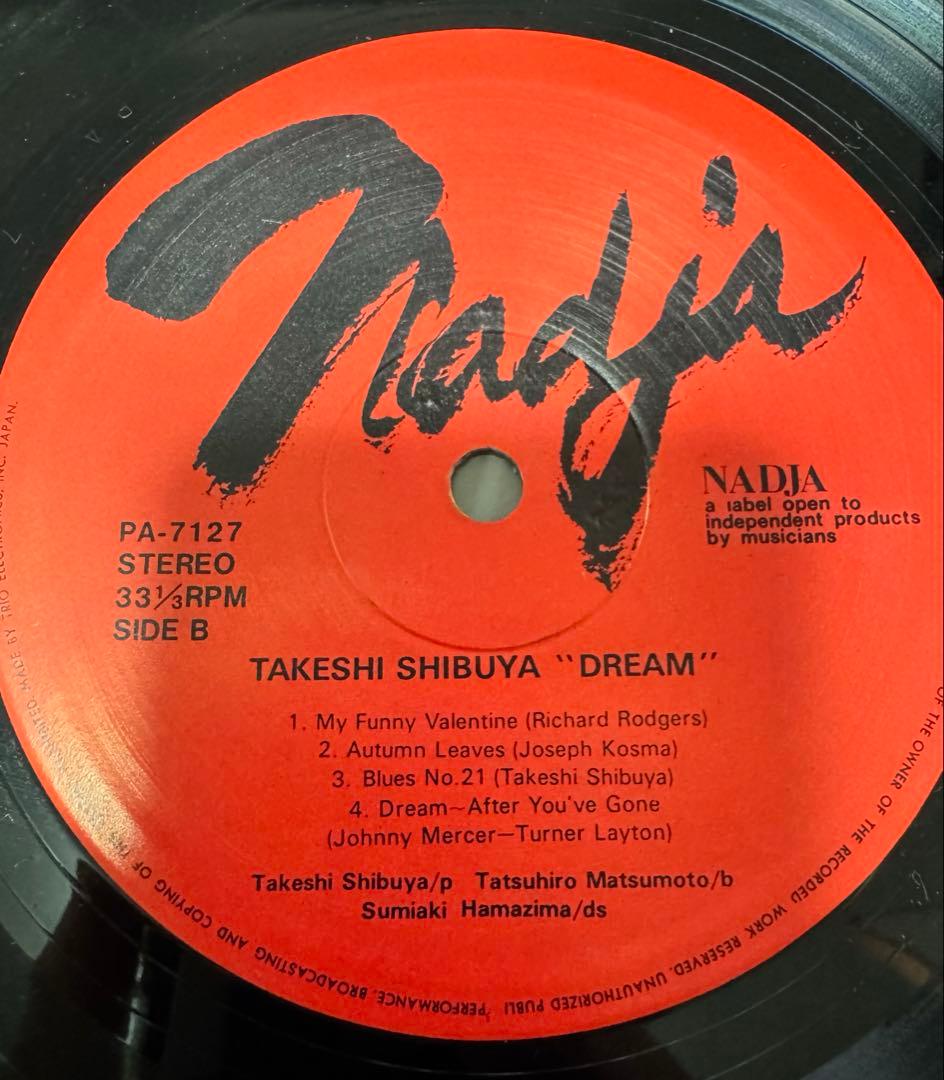 Nadja
NADJA
a label open to
independent products
by musicians
PA-7127
STEREO
33⅓RPM
SIDE B
TAKESHI SHIBUYA "DREAM"
1. My Funny Valentine (Richard Rodgers)
2. Autumn Leaves (Joseph Kosma)
3. Blues No.21 (Takeshi Shibuya)
4. Dream~After You've Gone
(Johnny Mercer—Turner Layton)
Takeshi Shibuya/p Tatsuhiro Matsumoto/b
Sumiaki Hamazima/ds
OF THE OWNER OF THE RECORDED WORK RESERVED. UNAUTHORIZED PUBLI PERFORMANCE, BROADCASTING AND COPYING OF THIS MADE BY TRIO ELECTRONICS, INC. JAPAN.